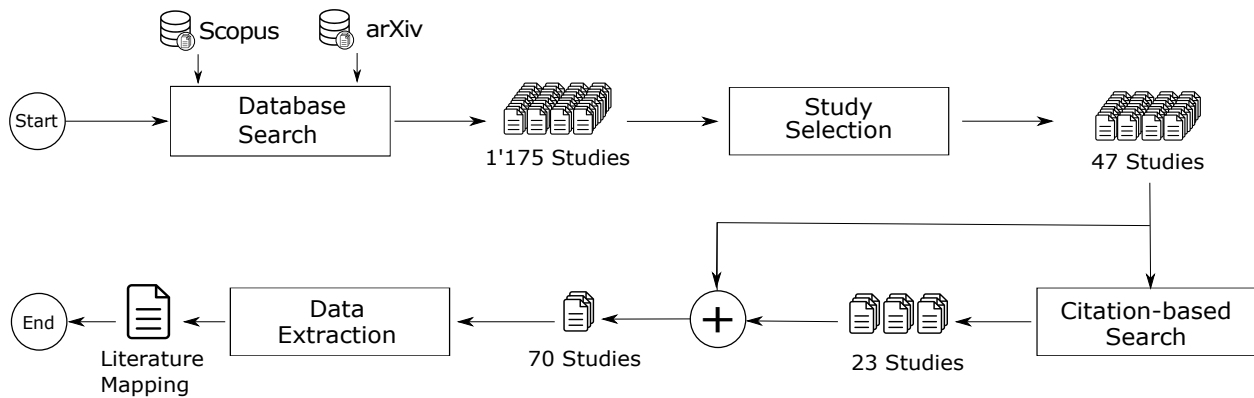 Scopus
arXiv
Start
Database
Search
1'175 Studies
Study
Selection
47 Studies
End
Literature
Mapping
Data
Extraction
70 Studies
+
23 Studies
Citation-based
Search